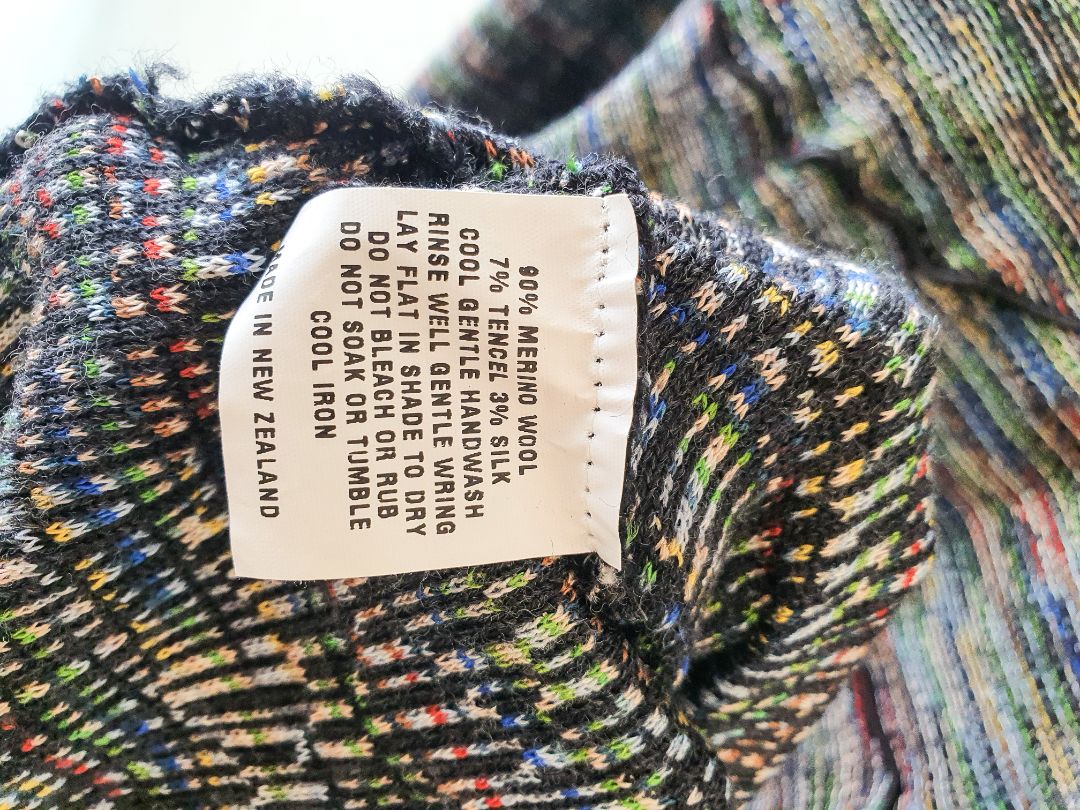 90% MERINO WOOL
7% TENCEL 3% SILK
COOL GENTLE HANDWASH
RINSE WELL GENTLE WRING
LAY FLAT IN SHADE TO DRY
DO NOT BLEACH OR RUB
DO NOT SOAK OR TUMBLE
COOL IRON
MADE IN NEW ZEALAND